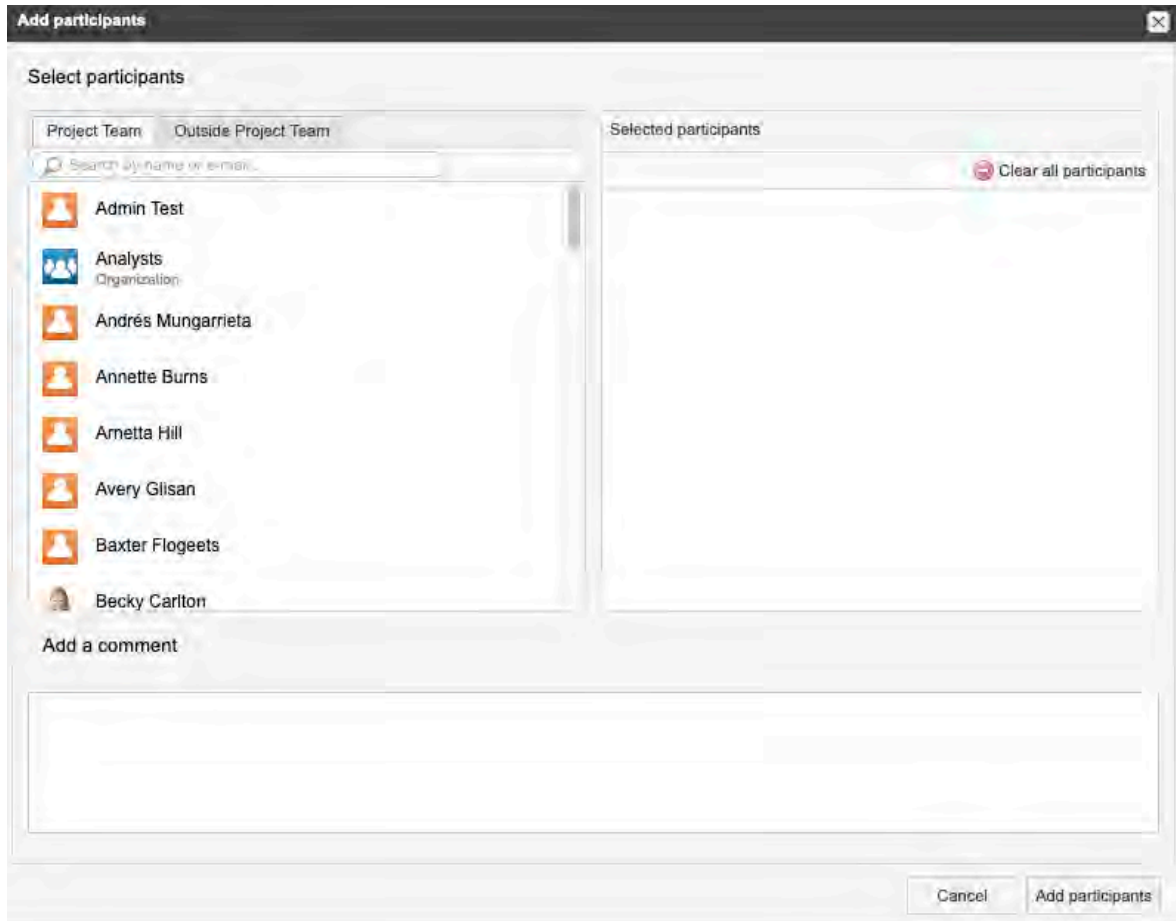 Add participants
Select participants
Project Team
Outside Project Team
Search by name or e-mail...
Admin Test
Analysts
Organization
Andrés Mungarrieta
Annette Burns
Arnetta Hill
Avery Glisan
Baxter Flogeets
Becky Carlton
Selected participants
Clear all participants
Add a comment
Cancel
Add participants